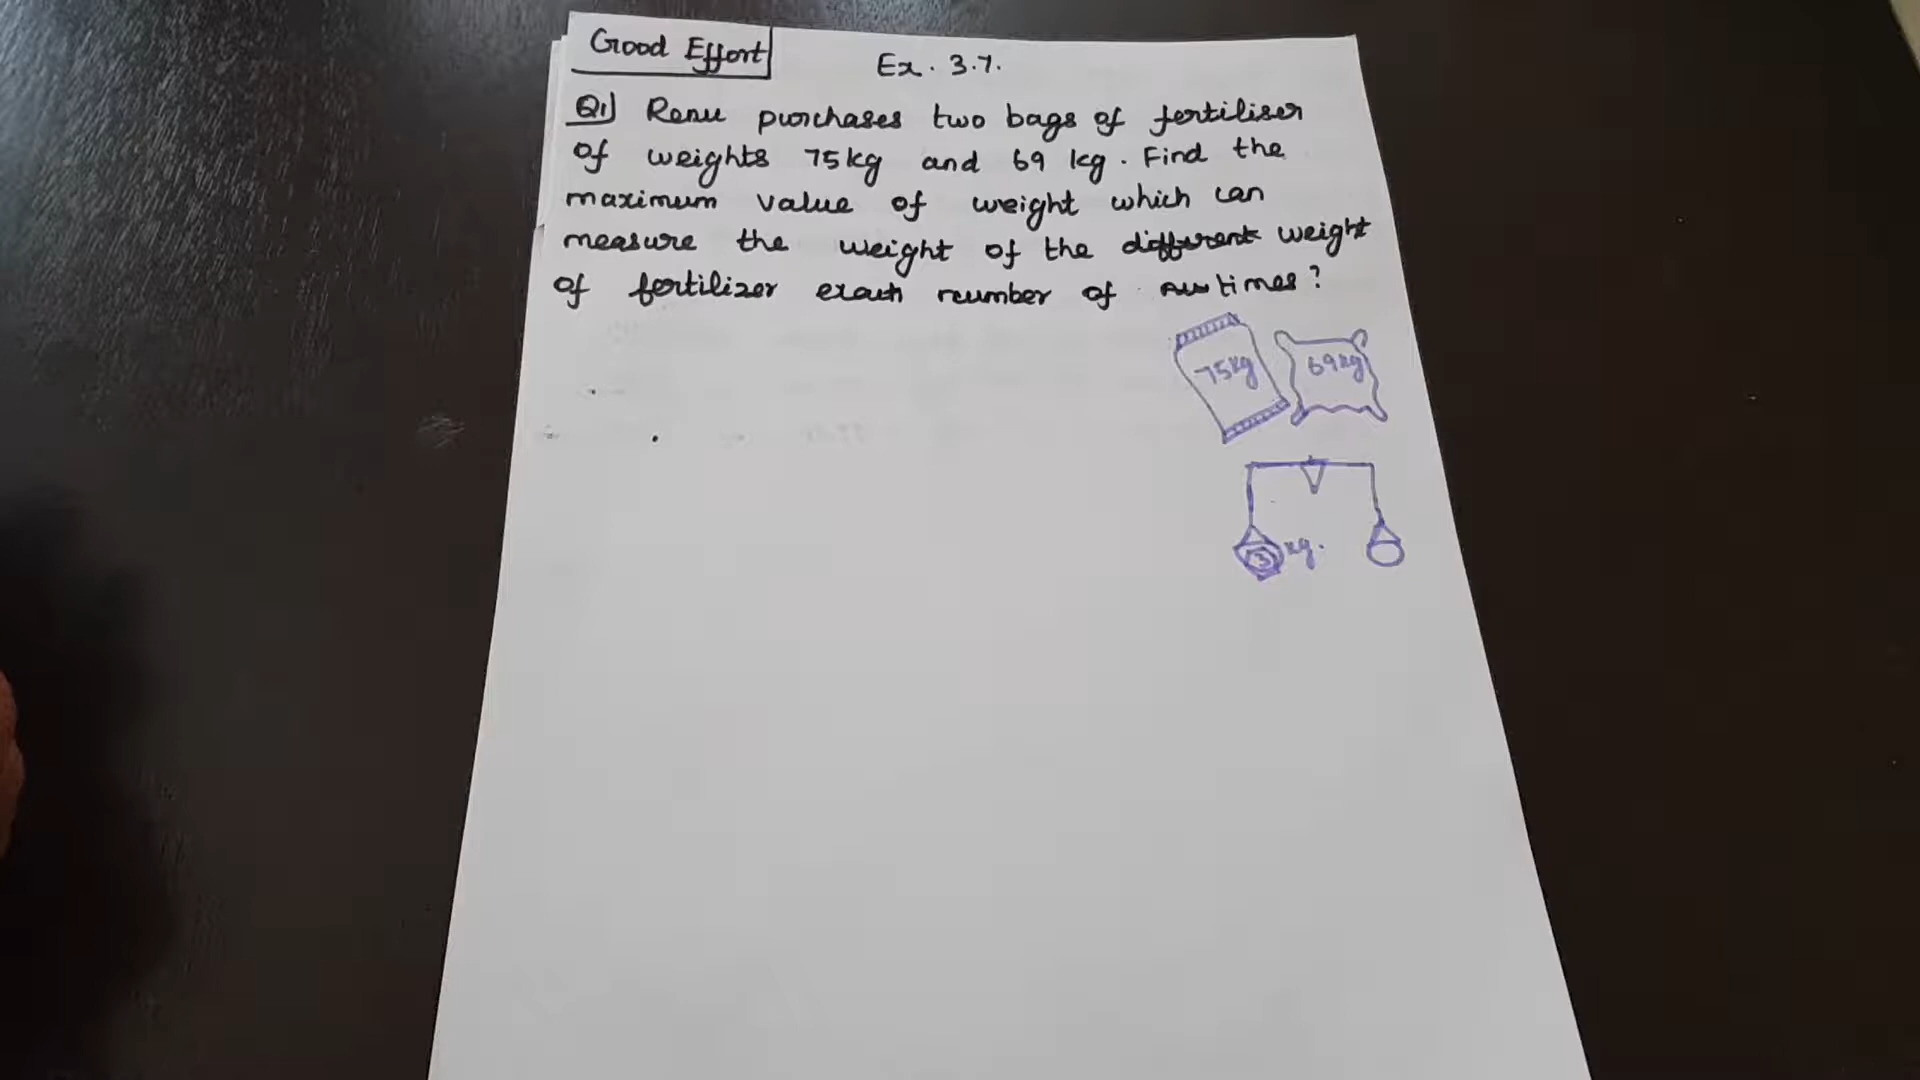 Good Effort
Ex. 3.7.
Q1) Renu purchases two bags of fertiliser
of weights 75kg and 69 kg. Find the
maximum value of weight which can
measure the weight of the different weight
of fertilizer exact number of times?
75kg
69kg
3 kg.